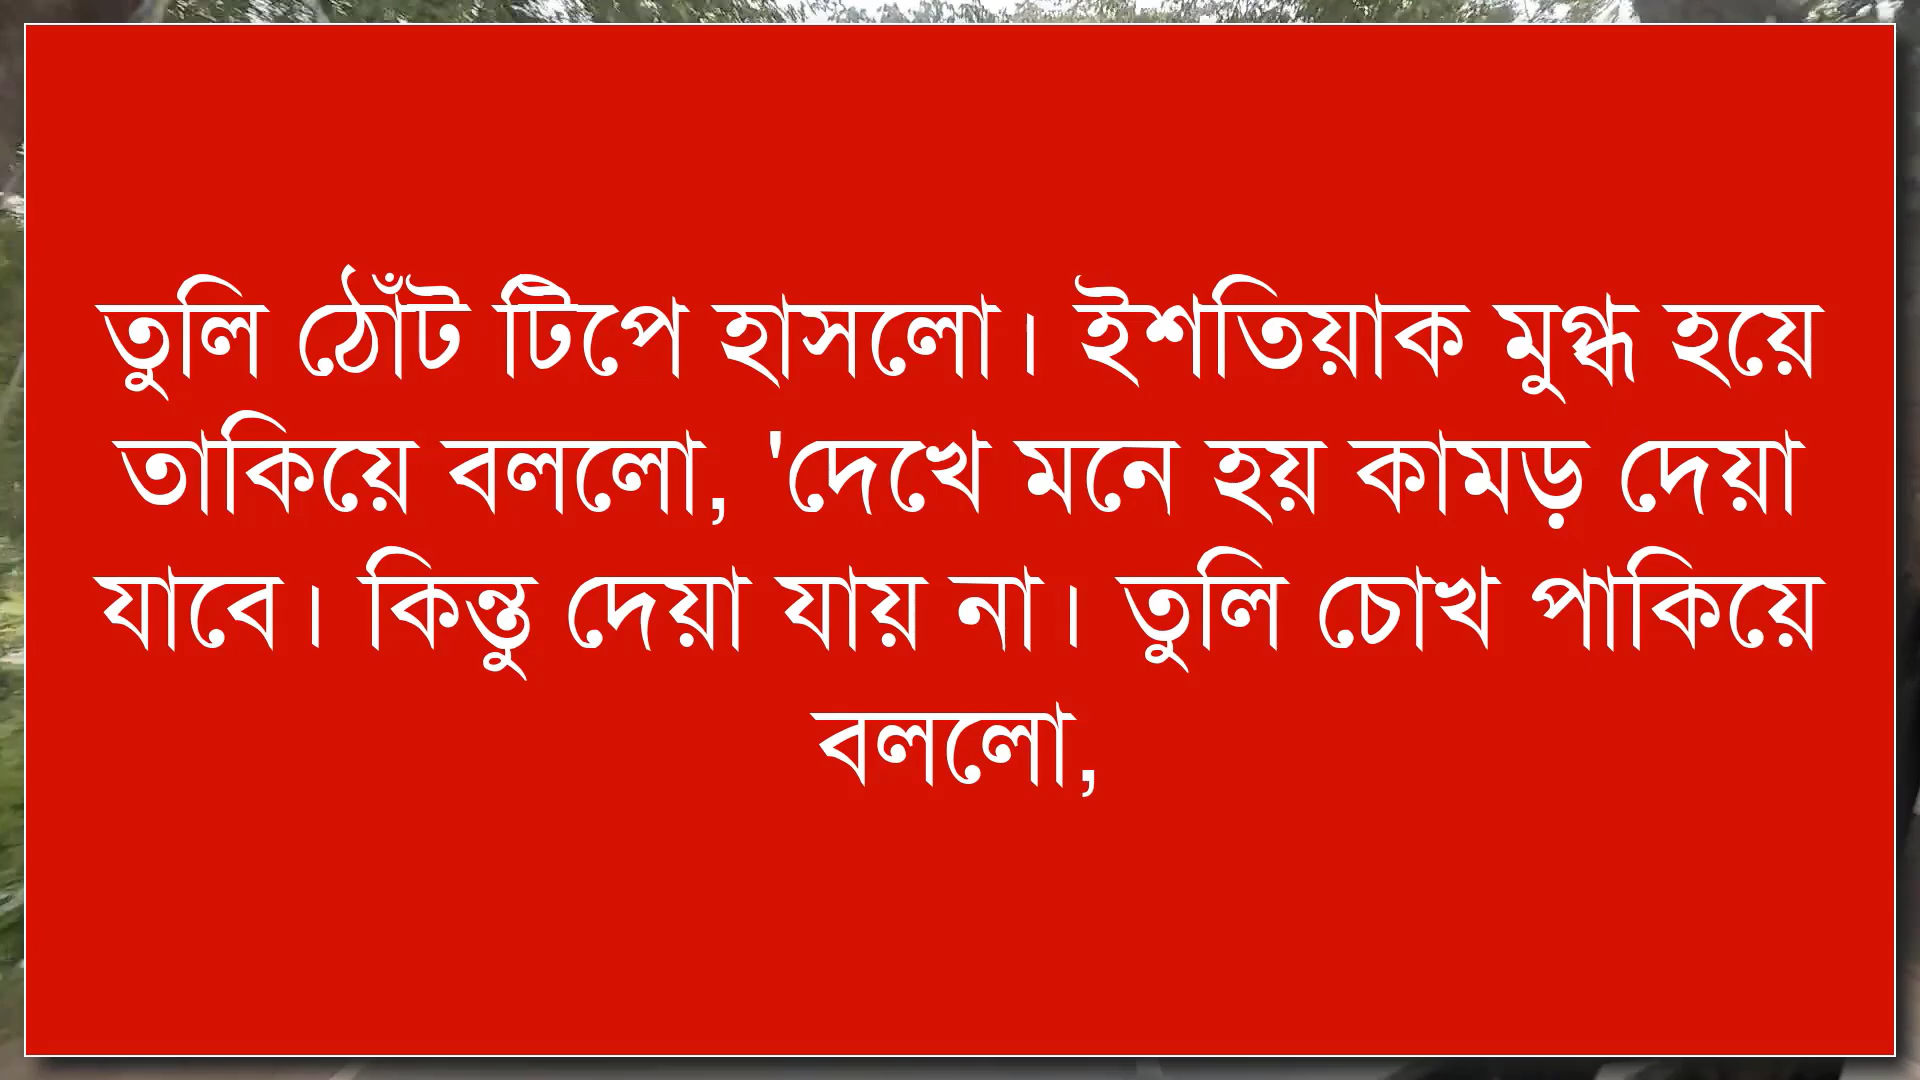 তুলি ঠোঁট টিপে হাসলো। ইশতিয়াক মুগ্ধ হয়ে
তাকিয়ে বললো, 'দেখে মনে হয় কামড় দেয়া
যাবে। কিন্তু দেয়া যায় না। তুলি চোখ পাকিয়ে
বললো,